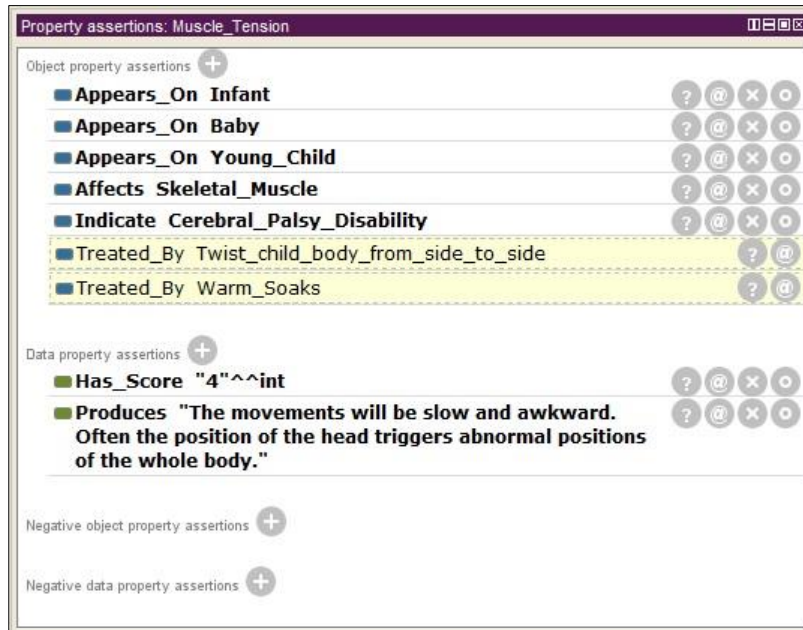 Property assertions: Muscle_Tension
Object property assertions
Appears_On Infant
Appears_On Baby
Appears_On Young_Child
Affects Skeletal_Muscle
Indicate Cerebral_Palsy_Disability
Treated_By Twist_child_body_from_side_to_side
Treated_By Warm_Soaks
Data property assertions
Has_Score "4"^^int
Produces "The movements will be slow and awkward.
Often the position of the head triggers abnormal positions
of the whole body."
Negative object property assertions
Negative data property assertions